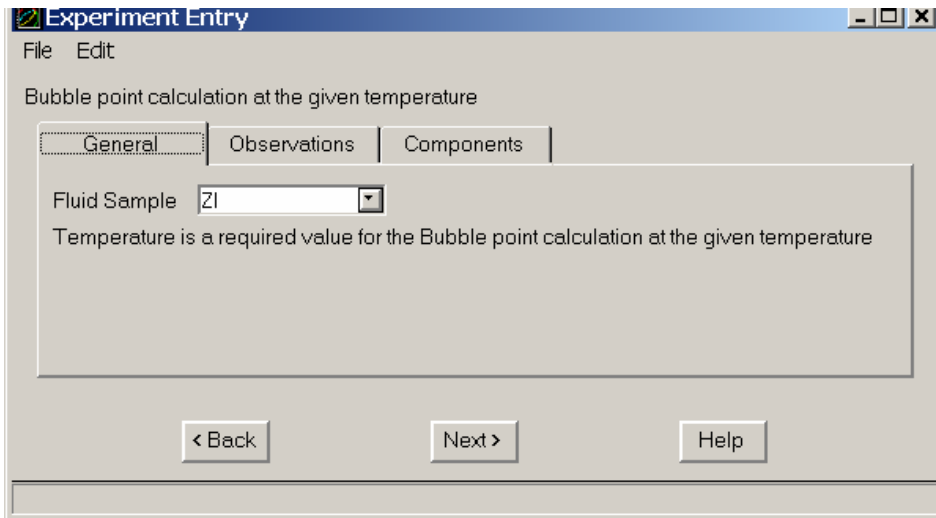 Experiment Entry
File Edit
Bubble point calculation at the given temperature
General Observations Components
Fluid Sample ZI
Temperature is a required value for the Bubble point calculation at the given temperature
< Back Next > Help